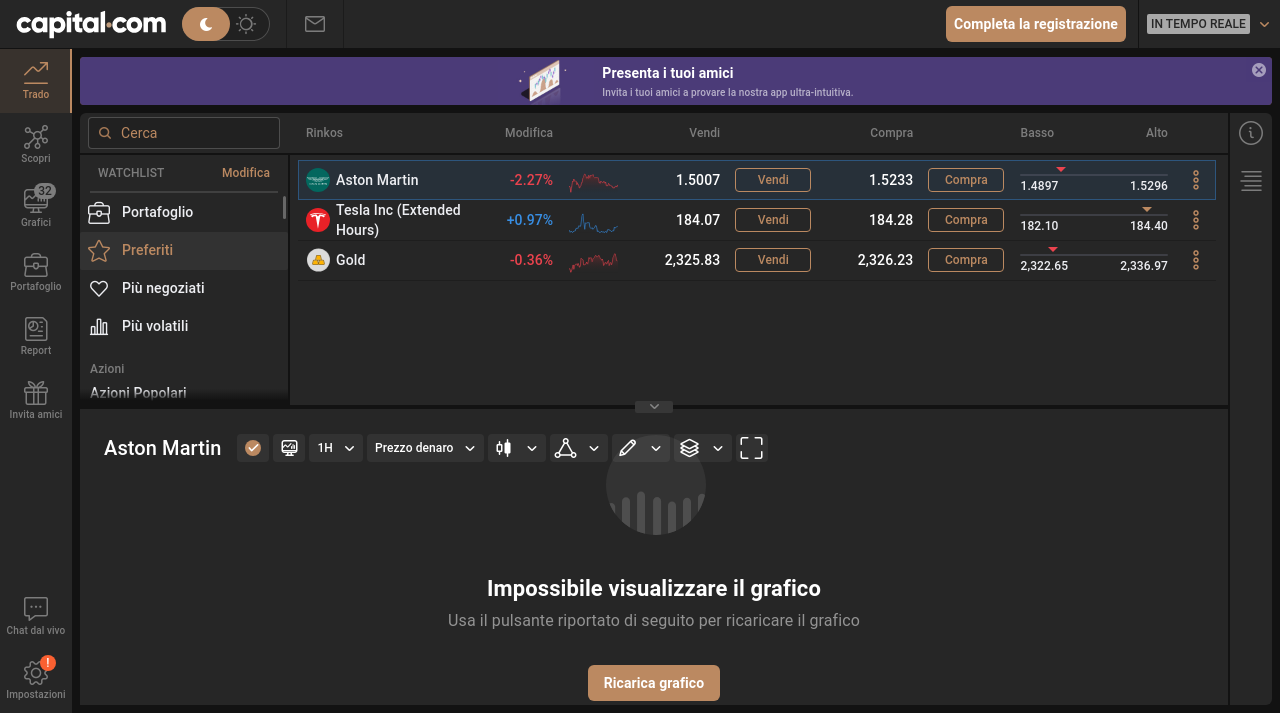 capital.com
Completa la registrazione
IN TEMPO REALE
Trado
Presenta i tuoi amici
Invita i tuoi amici a provare la nostra app ultra-intuitiva.
Scopri
32
Grafici
Portafoglio
Report
Invita amici
Chat dal vivo
!
Impostazioni
Cerca
WATCHLIST
Modifica
Portafoglio
Preferiti
Più negoziati
Più volatili
Azioni
Azioni Popolari
Rinkos Modifica Vendi Compra Basso Alto
Aston Martin -2.27% 1.5007 Vendi 1.5233 Compra 1.4897 1.5296
Tesla Inc (Extended
Hours) +0.97% 184.07 Vendi 184.28 Compra 182.10 184.40
Gold -0.36% 2,325.83 Vendi 2,326.23 Compra 2,322.65 2,336.97
Aston Martin 1H Prezzo denaro
Impossibile visualizzare il grafico
Usa il pulsante riportato di seguito per ricaricare il grafico
Ricarica grafico